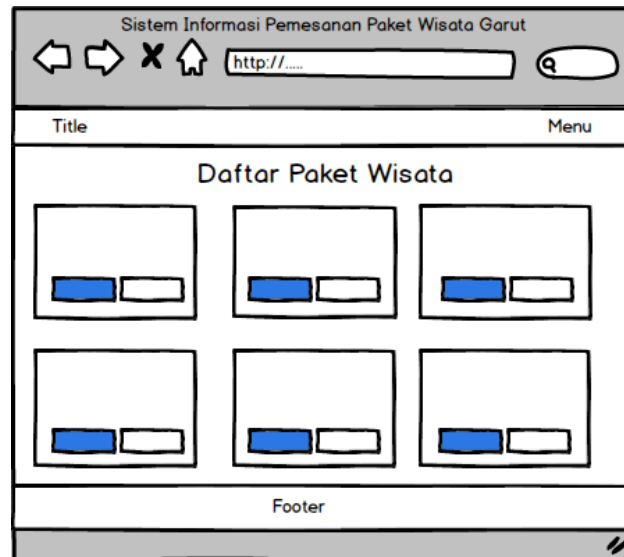 Sistem Informasi Pemesanan Paket Wisata Garut
http://.....
Title Menu
Daftar Paket Wisata
Footer